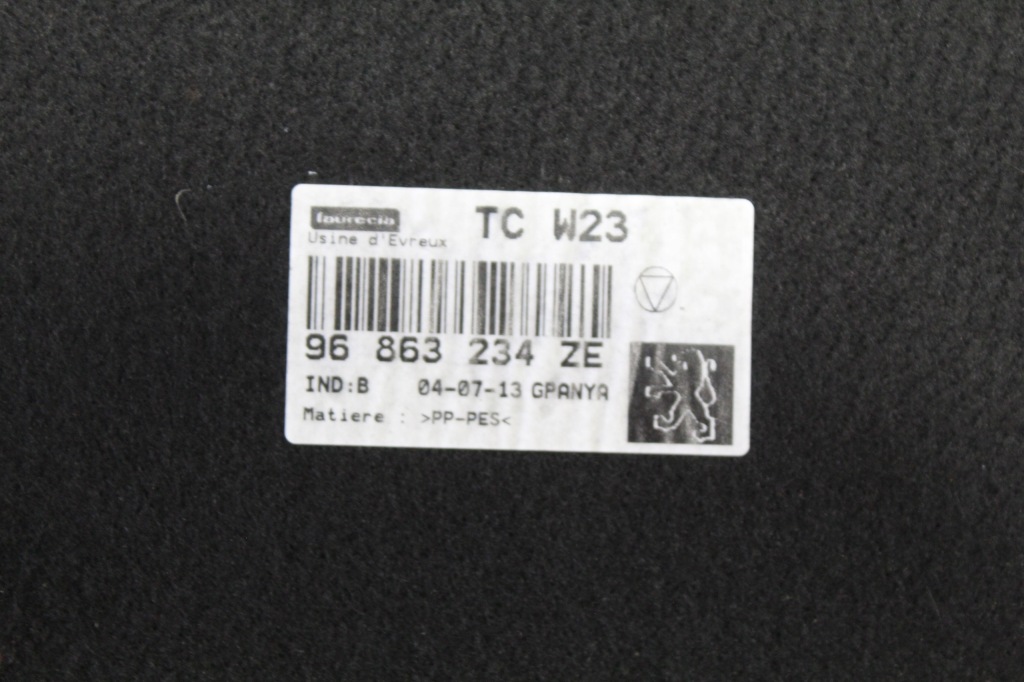 faurecia
TC W23
Usine d'Evreux
96 863 234 ZE
IND:B 04-07-13 GPANYA
Matiere : >PP-PES<